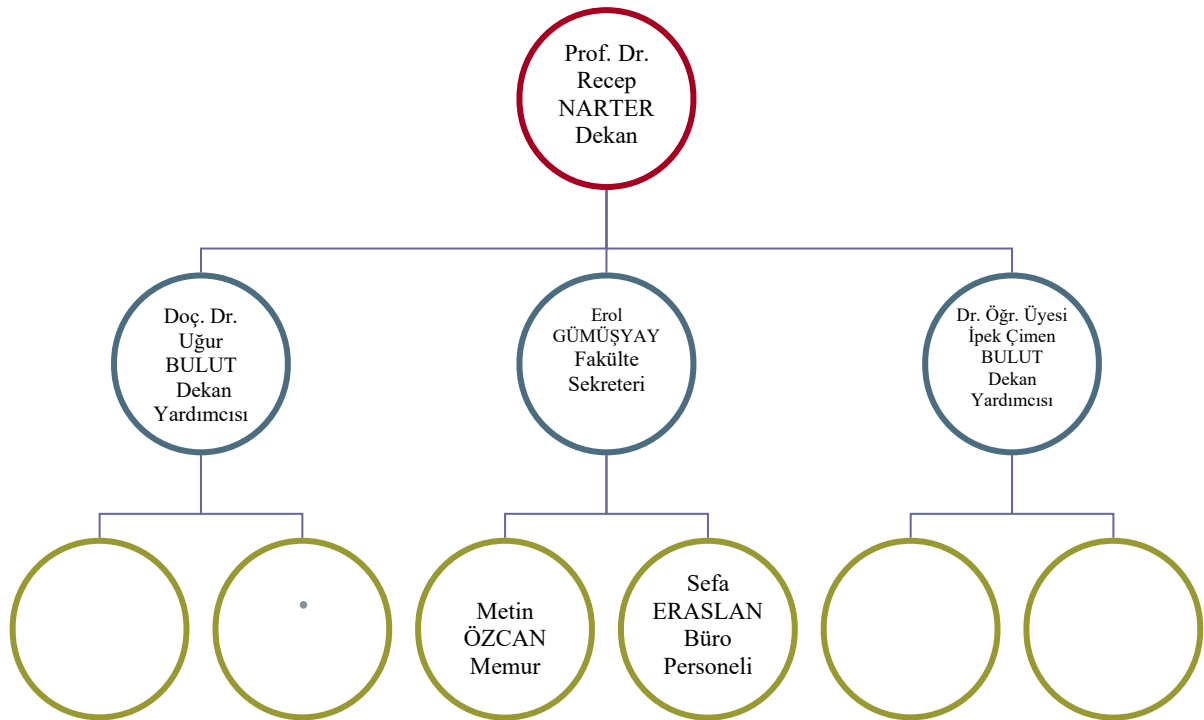 Prof. Dr.
Recep
NARTER
Dekan
Doç. Dr.
Uğur
BULUT
Dekan
Yardımcısı
Erol
GÜMÜŞYAY
Fakülte
Sekreteri
Dr. Öğr. Üyesi
İpek Çimen
BULUT
Dekan
Yardımcısı
Metin
ÖZCAN
Memur
Sefa
ERASLAN
Büro
Personeli